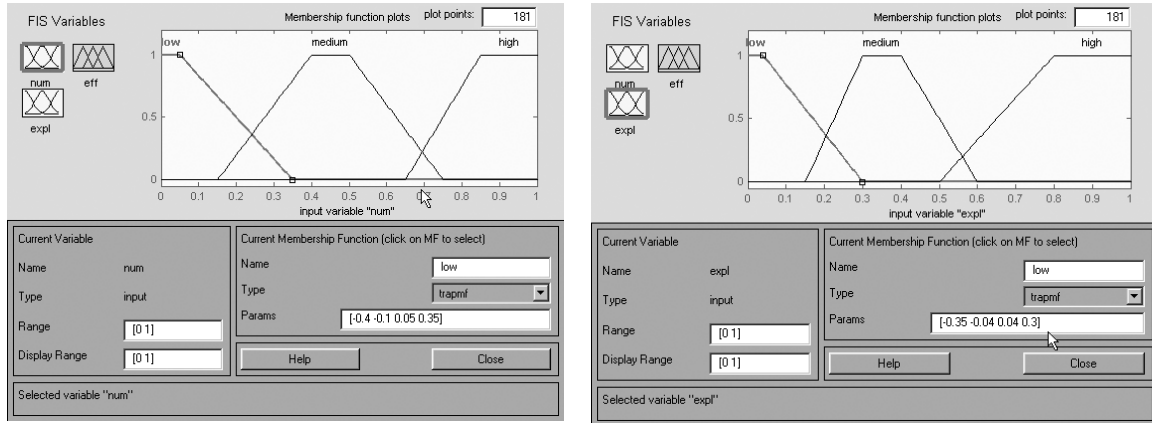 FIS Variables
Membership function plots plot points: 181
low medium high
1
num eff
0.5
expl
0
0 0.1 0.2 0.3 0.4 0.5 0.6 0.7 0.8 0.9 1
input variable "num"
Current Variable
Name num
Type input
Range [0 1]
Display Range [0 1]
Current Membership Function (click on MF to select)
Name low
Type trapmf
Params [-0.4 -0.1 0.05 0.35]
Help Close
Selected variable "num"
FIS Variables
Membership function plots plot points: 181
low medium high
1
num eff
0.5
expl
0
0 0.1 0.2 0.3 0.4 0.5 0.6 0.7 0.8 0.9 1
input variable "expl"
Current Variable
Name expl
Type input
Range [0 1]
Display Range [0 1]
Current Membership Function (click on MF to select)
Name low
Type trapmf
Params [-0.35 -0.04 0.04 0.3]
Help Close
Selected variable "expl"